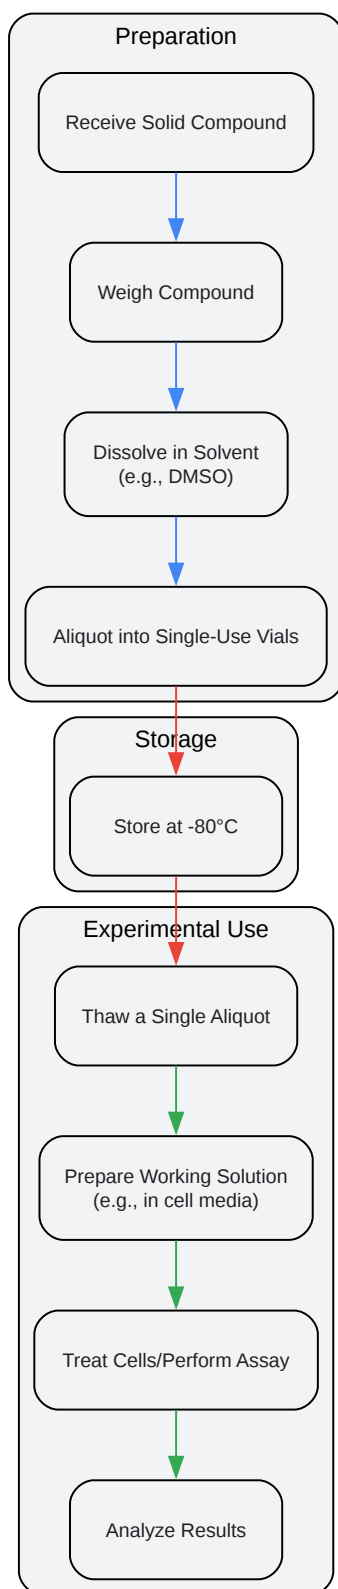 Preparation
Receive Solid Compound
Weigh Compound
Dissolve in Solvent
(e.g., DMSO)
Aliquot into Single-Use Vials
Storage
Store at -80°C
Experimental Use
Thaw a Single Aliquot
Prepare Working Solution
(e.g., in cell media)
Treat Cells/Perform Assay
Analyze Results